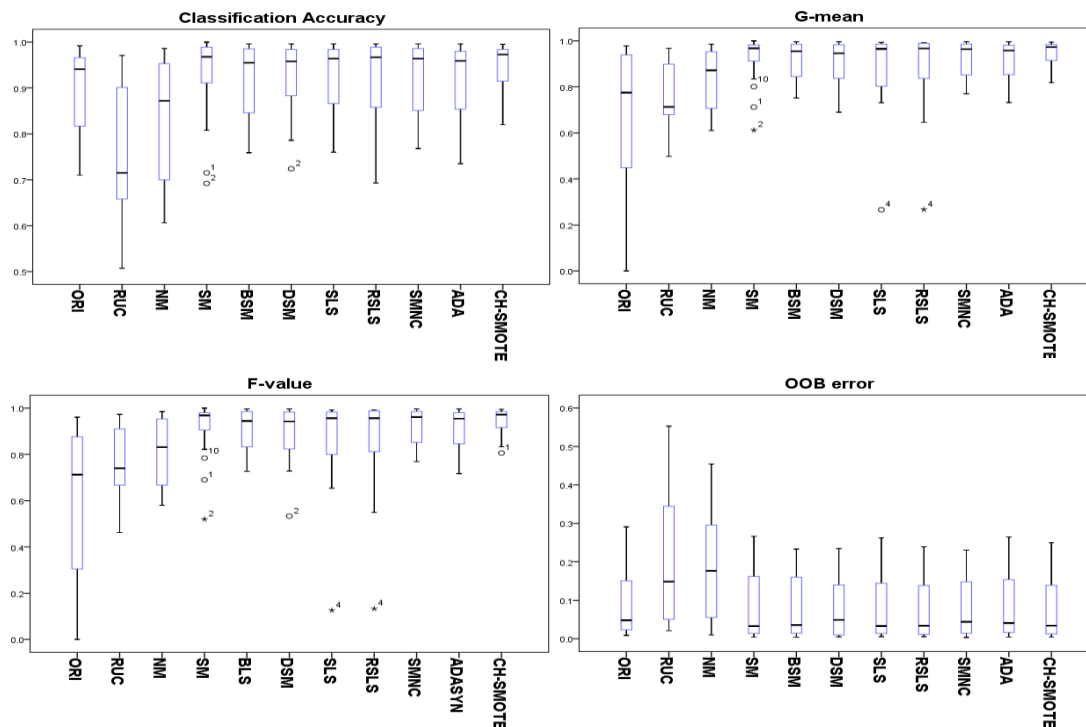 Classification Accuracy
1.0
0.9
0.8
0.7
0.6
0.5
1
2
2
ORI
RUC
NM
SM
BSM
DSM
SLS
RSLS
SMNC
ADA
CH-SMOTE
G-mean
1.0
0.8
0.6
0.4
0.2
0.0
10
1
2
4
4
ORI
RUC
NM
SM
BSM
DSM
SLS
RSLS
SMNC
ADA
CH-SMOTE
F-value
1.0
0.8
0.6
0.4
0.2
0.0
10
1
2
2
4
4
1
ORI
RUC
NM
SM
BLS
DSM
SLS
RSLS
SMNC
ADASYN
CH-SMOTE
OOB error
0.6
0.5
0.4
0.3
0.2
0.1
0.0
ORI
RUC
NM
SM
BSM
DSM
SLS
RSLS
SMNC
ADA
CH-SMOTE